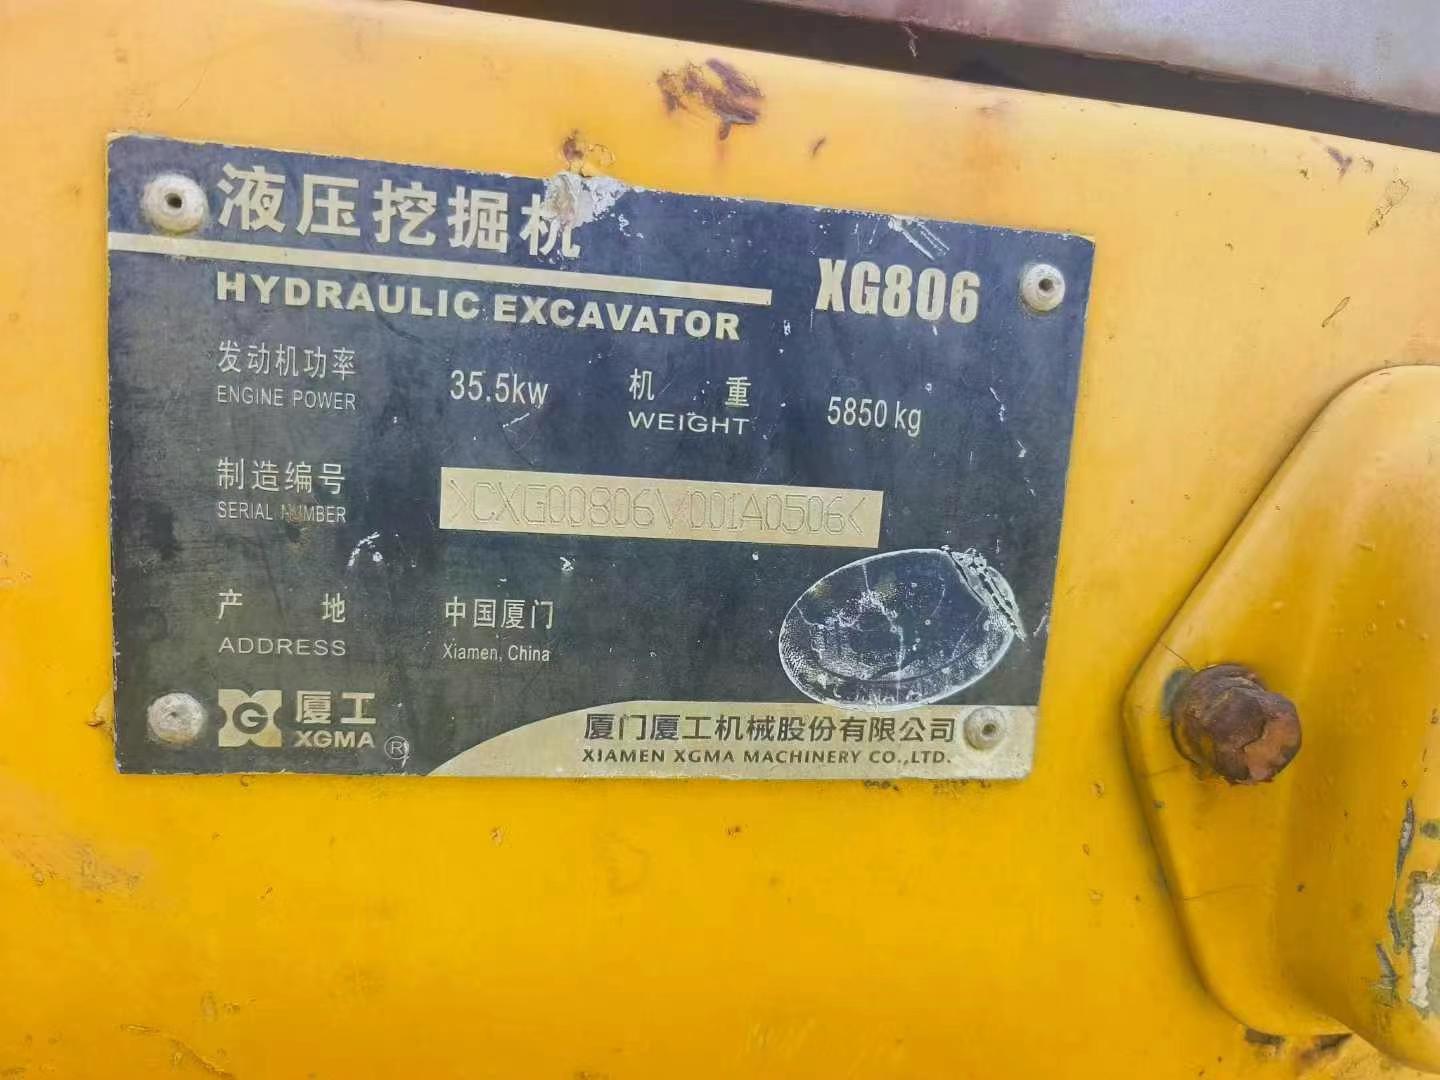 液压挖掘机
HYDRAULIC EXCAVATOR
XG806
发动机功率
ENGINE POWER
35.5kw
机 重
WEIGHT
5850kg
制造编号
SERIAL NUMBER
>CXG00806V001A0506<
产 地
ADDRESS
中国厦门
Xiamen, China
G
厦工
XGMA ®
厦门厦工机械股份有限公司
XIAMEN XGMA MACHINERY CO.,LTD.